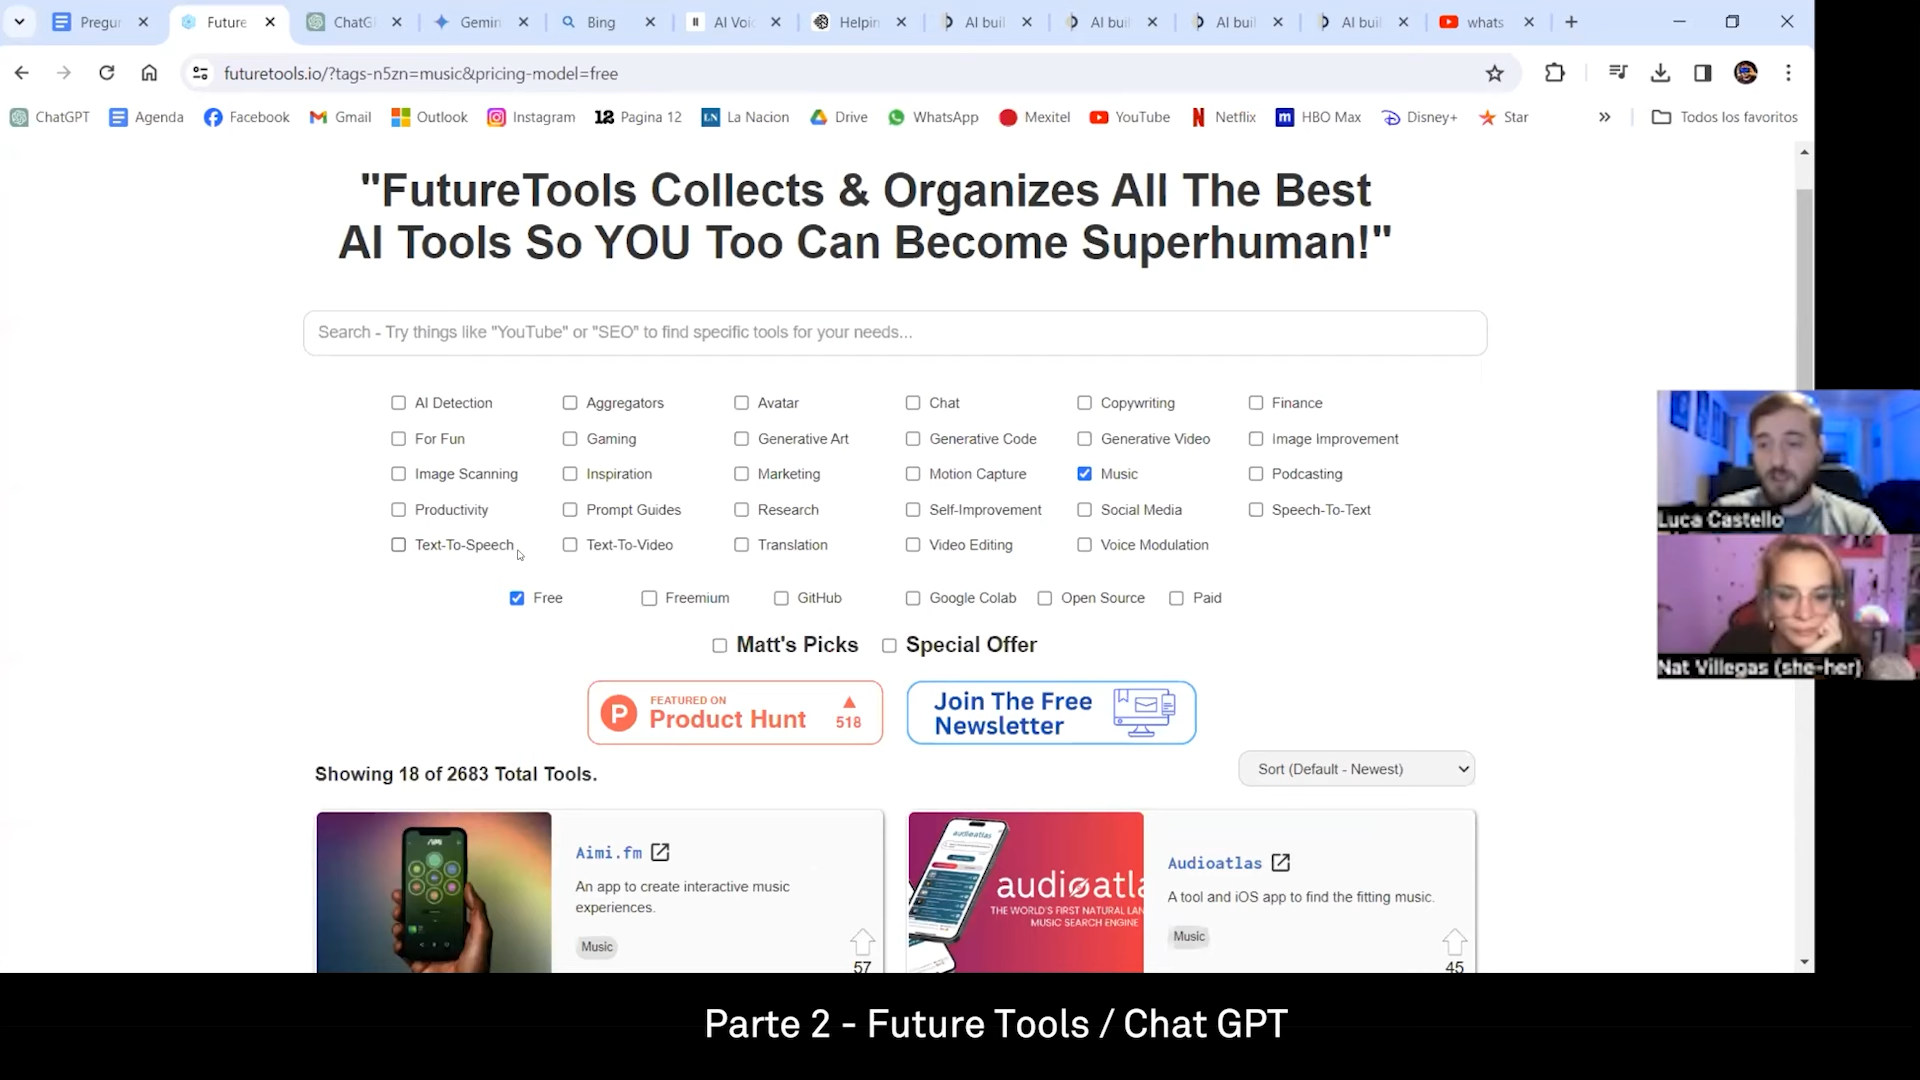 Pregur
Future
ChatG
Gemin
Bing
AI Voic
Helpin
AI buil
AI buil
AI buil
AI buil
whats
futuretools.io/?tags-n5zn=music&pricing-model=free
ChatGPT
Agenda
Facebook
Gmail
Outlook
Instagram
12 Pagina 12
LN La Nacion
Drive
WhatsApp
Mexitel
YouTube
Netflix
m HBO Max
Disney+
Star
Todos los favoritos
"FutureTools Collects & Organizes All The Best
AI Tools So YOU Too Can Become Superhuman!"
Search - Try things like "YouTube" or "SEO" to find specific tools for your needs...
AI Detection
Aggregators
Avatar
Chat
Copywriting
Finance
For Fun
Gaming
Generative Art
Generative Code
Generative Video
Image Improvement
Image Scanning
Inspiration
Marketing
Motion Capture
Music
Podcasting
Productivity
Prompt Guides
Research
Self-Improvement
Social Media
Speech-To-Text
Text-To-Speech
Text-To-Video
Translation
Video Editing
Voice Modulation
Free
Freemium
GitHub
Google Colab
Open Source
Paid
Matt's Picks
Special Offer
P
FEATURED ON
Product Hunt
518
Join The Free
Newsletter
Showing 18 of 2683 Total Tools.
Sort (Default - Newest)
Aimi.fm
An app to create interactive music
experiences.
Music
57
audioatlas
audioatla
THE WORLD'S FIRST NATURAL LAN
MUSIC SEARCH ENGINE
Audioatlas
A tool and iOS app to find the fitting music.
Music
45
Luca Castello
Nat Villegas (she-her)
Parte 2 - Future Tools / Chat GPT